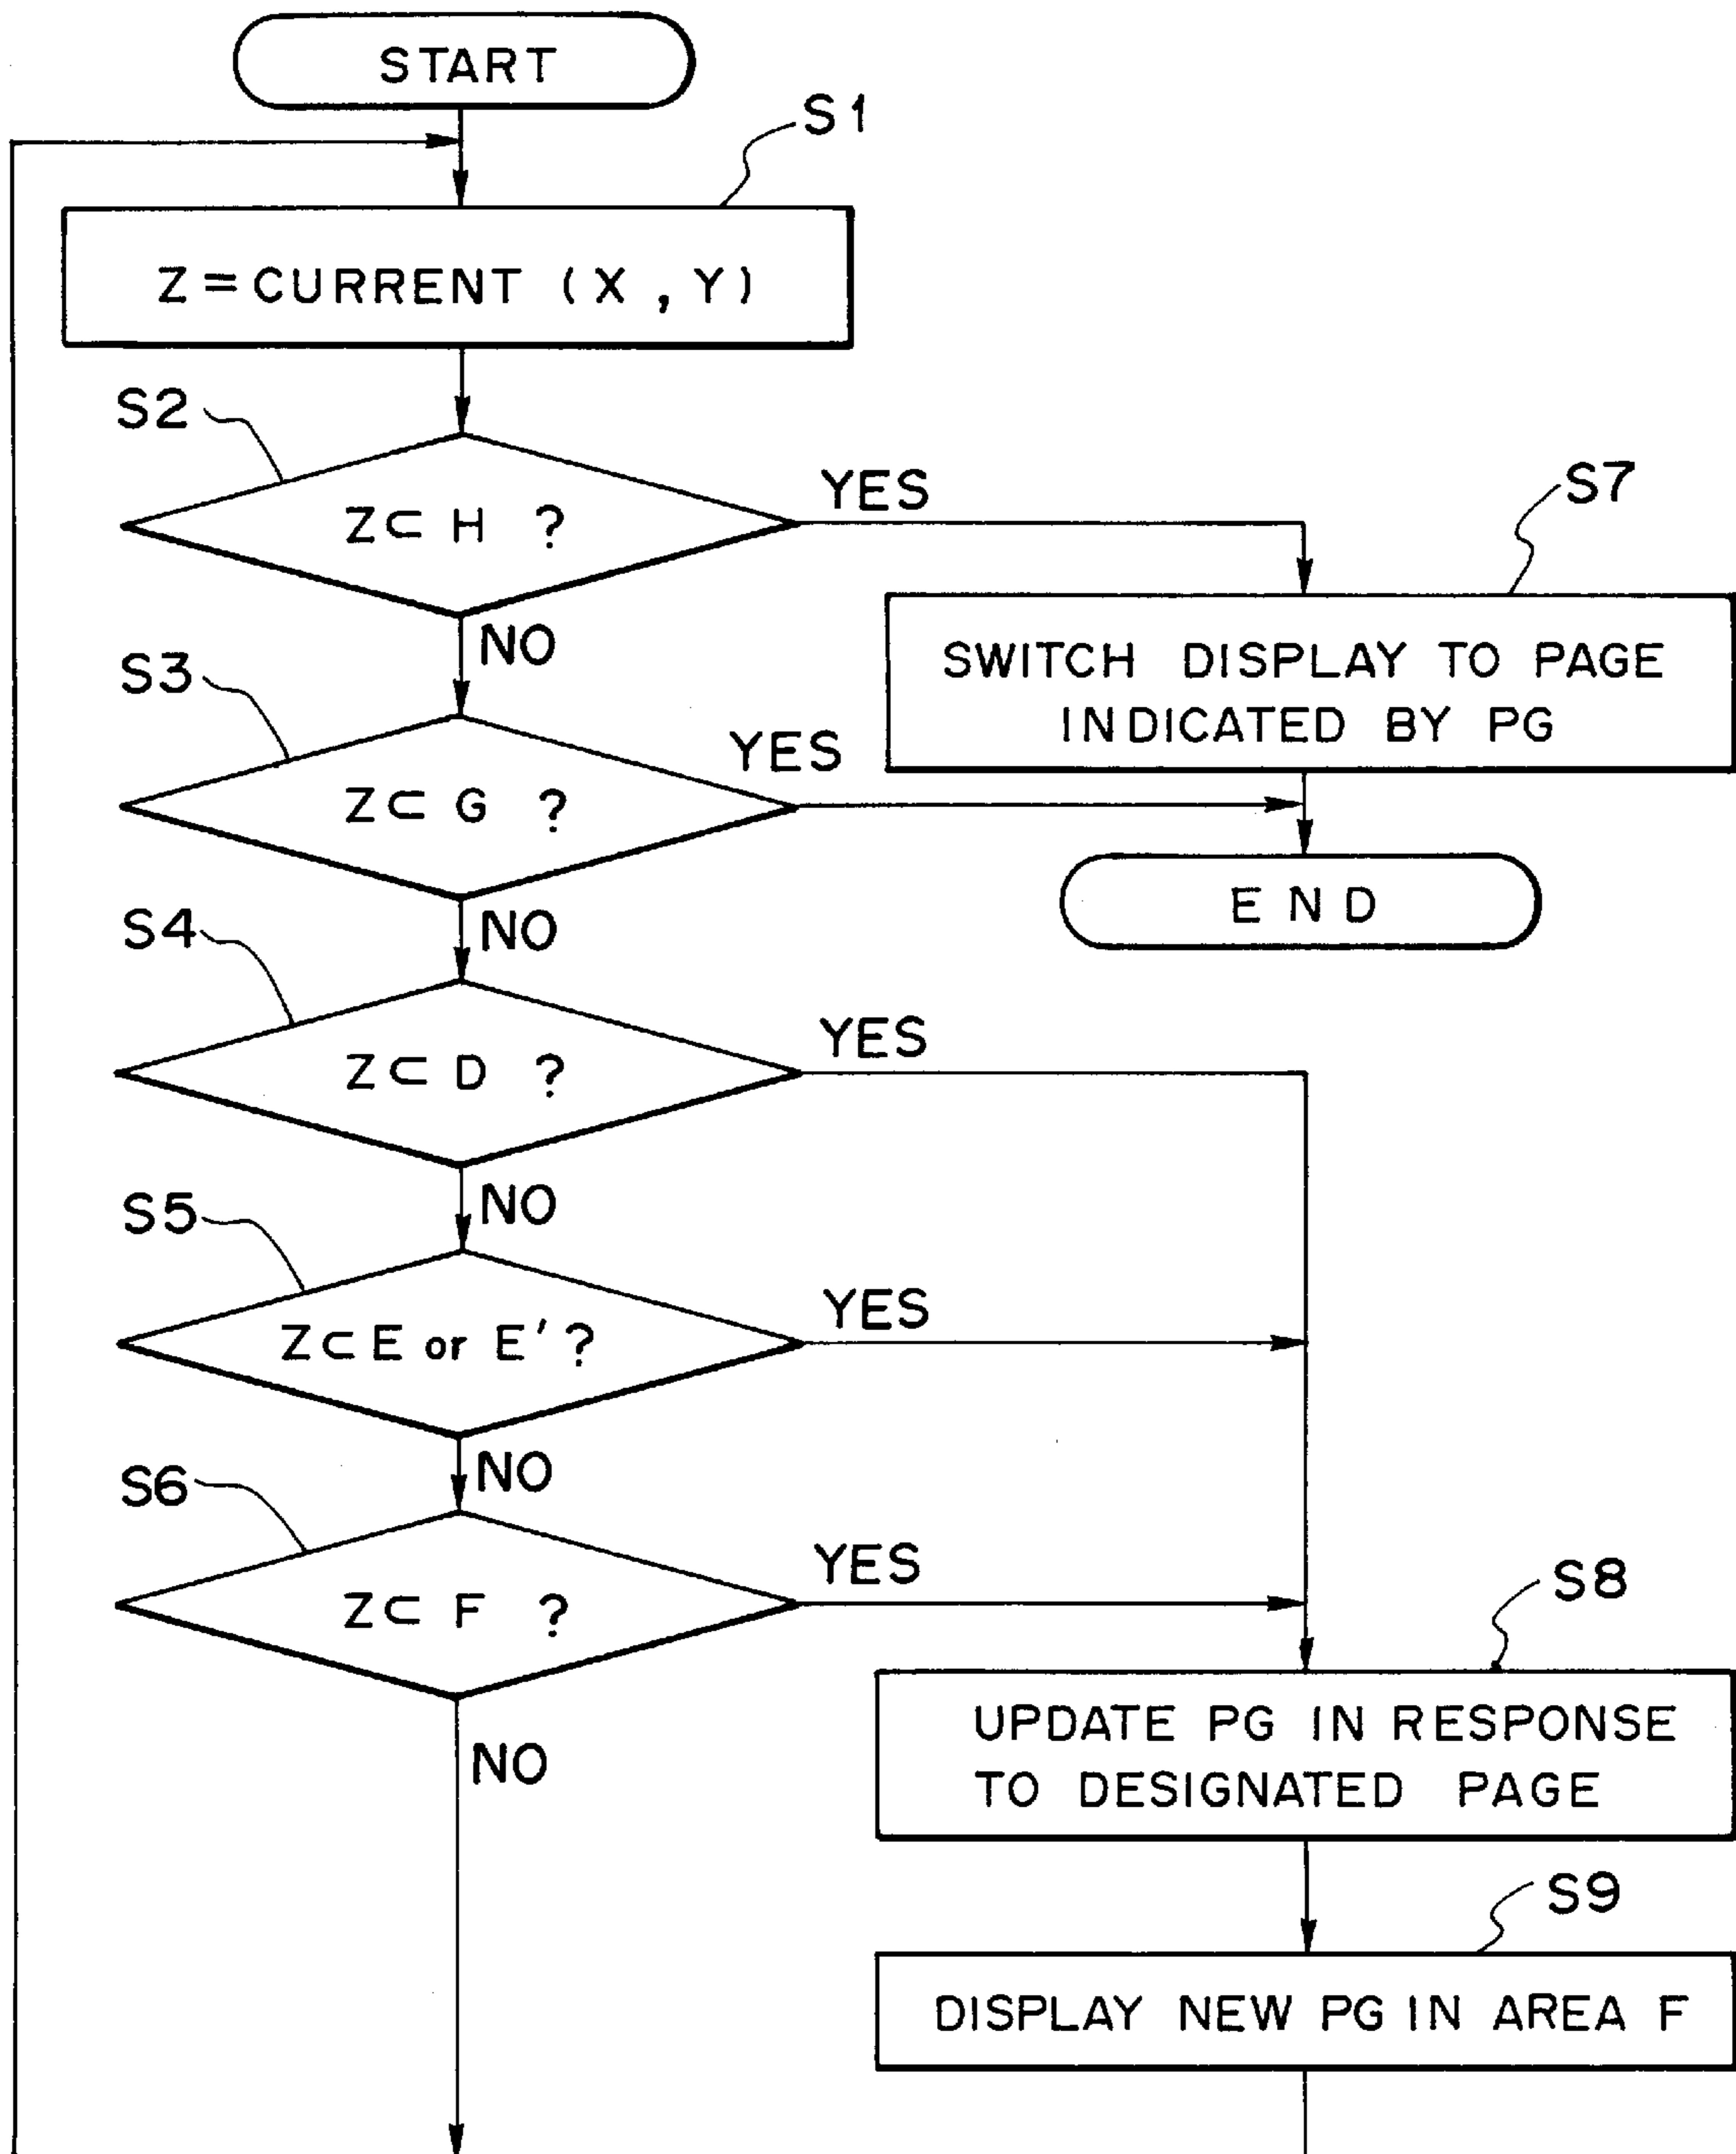 START
S1
Z=CURRENT (X, Y)
S2
Z⊂ H ?
YES
NO
S7
SWITCH DISPLAY TO PAGE
INDICATED BY PG
S3
Z⊂ G ?
YES
NO
END
S4
Z⊂ D ?
YES
NO
S5
Z⊂E or E' ?
YES
NO
S6
Z⊂ F ?
YES
NO
S8
UPDATE PG IN RESPONSE
TO DESIGNATED PAGE
S9
DISPLAY NEW PG IN AREA F